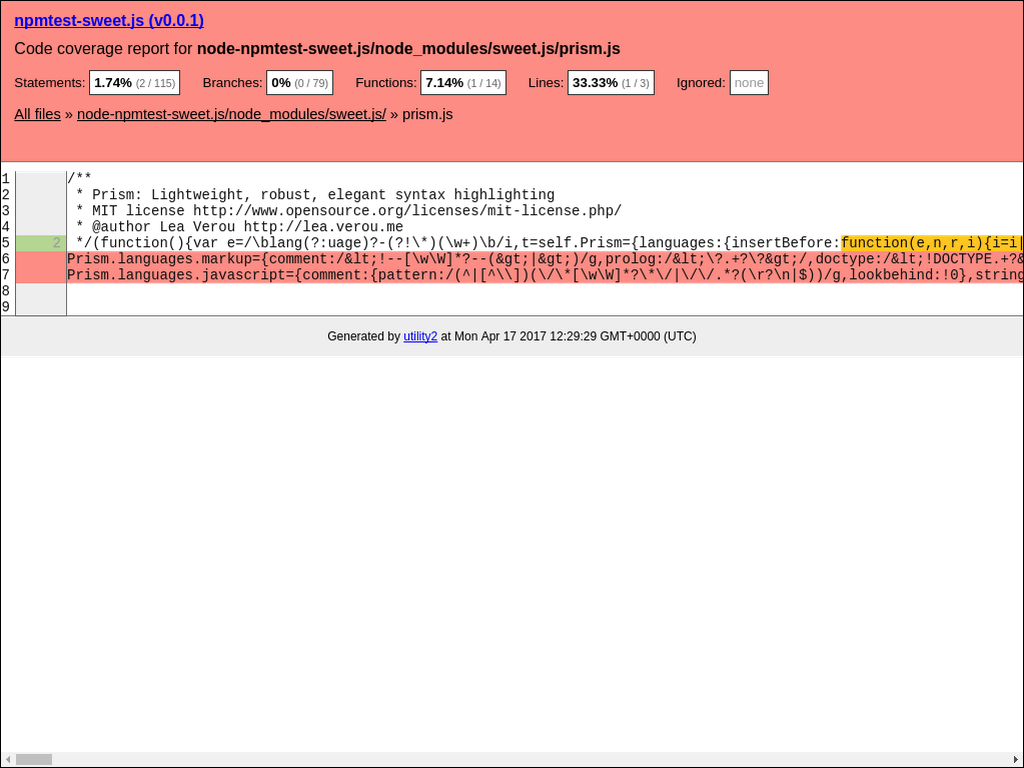 npmtest-sweet.js (v0.0.1)
Code coverage report for node-npmtest-sweet.js/node_modules/sweet.js/prism.js
Statements: 1.74% (2 / 115) Branches: 0% (0 / 79) Functions: 7.14% (1 / 14) Lines: 33.33% (1 / 3) Ignored: none
All files » node-npmtest-sweet.js/node_modules/sweet.js/ » prism.js
1 /**
2 * Prism: Lightweight, robust, elegant syntax highlighting
3 * MIT license http://www.opensource.org/licenses/mit-license.php/
4 * @author Lea Verou http://lea.verou.me
5 2 */(function(){var e=/\blang(?:uage)?-(?!\*)(\w+)\b/i,t=self.Prism={languages:{insertBefore:function(e,n,r,i){i=i|
6 Prism.languages.markup={comment:/&lt;!--[\w\W]*?--(&gt;|&gt;)/g,prolog:/&lt;\?.+?\?&gt;/,doctype:/&lt;!DOCTYPE.+?&
7 Prism.languages.javascript={comment:{pattern:/(^|[^\\])(\/\*[\w\W]*?\*\/|\/\/.*?(\r?\n|$))/g,lookbehind:!0},string
8
9
Generated by utility2 at Mon Apr 17 2017 12:29:29 GMT+0000 (UTC)